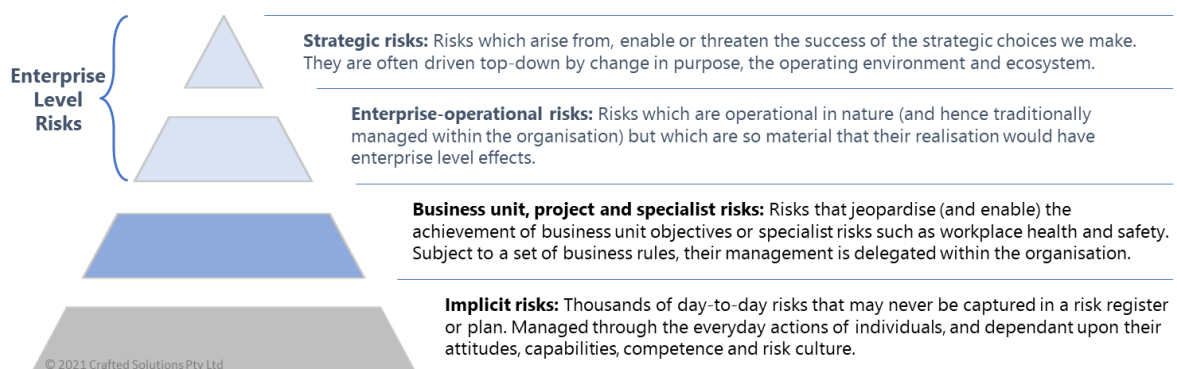 Enterprise
Level
Risks
Strategic risks: Risks which arise from, enable or threaten the success of the strategic choices we make.
They are often driven top-down by change in purpose, the operating environment and ecosystem.
Enterprise-operational risks: Risks which are operational in nature (and hence traditionally
managed within the organisation) but which are so material that their realisation would have
enterprise level effects.
Business unit, project and specialist risks: Risks that jeopardise (and enable) the
achievement of business unit objectives or specialist risks such as workplace health and safety.
Subject to a set of business rules, their management is delegated within the organisation.
Implicit risks: Thousands of day-to-day risks that may never be captured in a risk register
or plan. Managed through the everyday actions of individuals, and dependant upon their
attitudes, capabilities, competence and risk culture.
© 2021 Crafted Solutions Pty Ltd